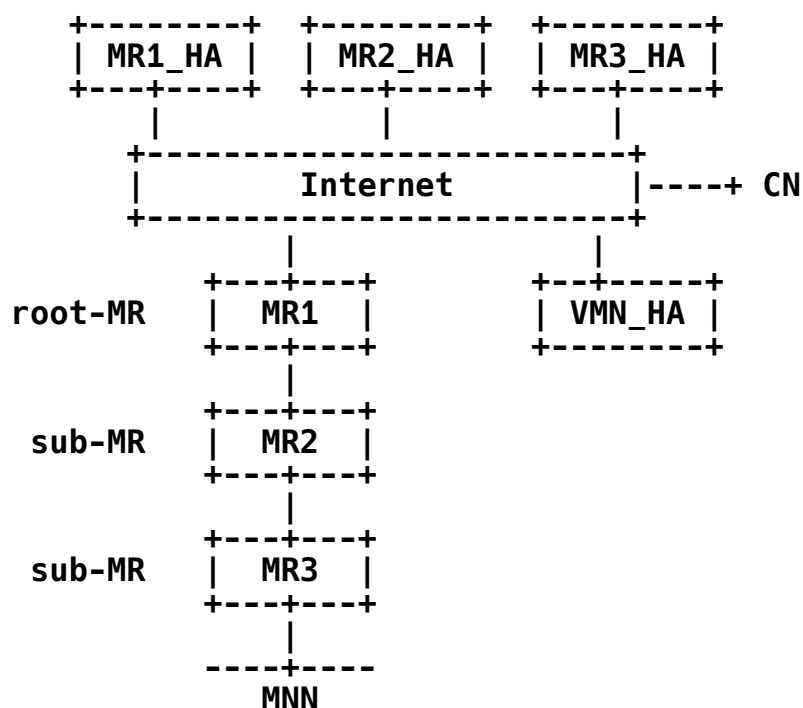 MR1_HA MR2_HA MR3_HA
Internet CN
root-MR MR1 VMN_HA
sub-MR MR2
sub-MR MR3
MNN